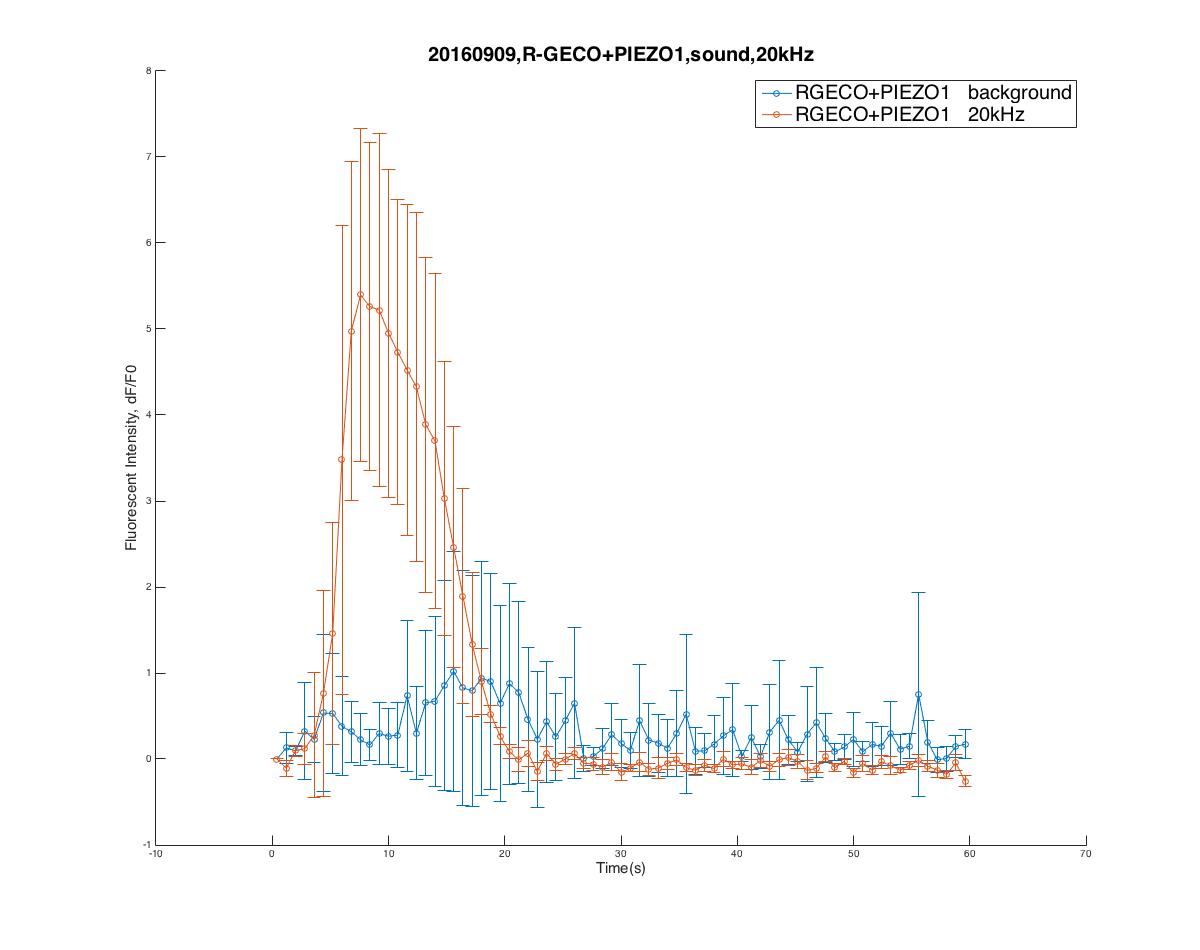 20160909,R-GECO+PIEZO1,sound,20kHz
RGECO+PIEZO1 background
RGECO+PIEZO1 20kHz
8
7
6
5
4
3
2
1
0
-1
Fluorescent Intensity, dF/F0
-10 0 10 20 30 40 50 60 70
Time(s)